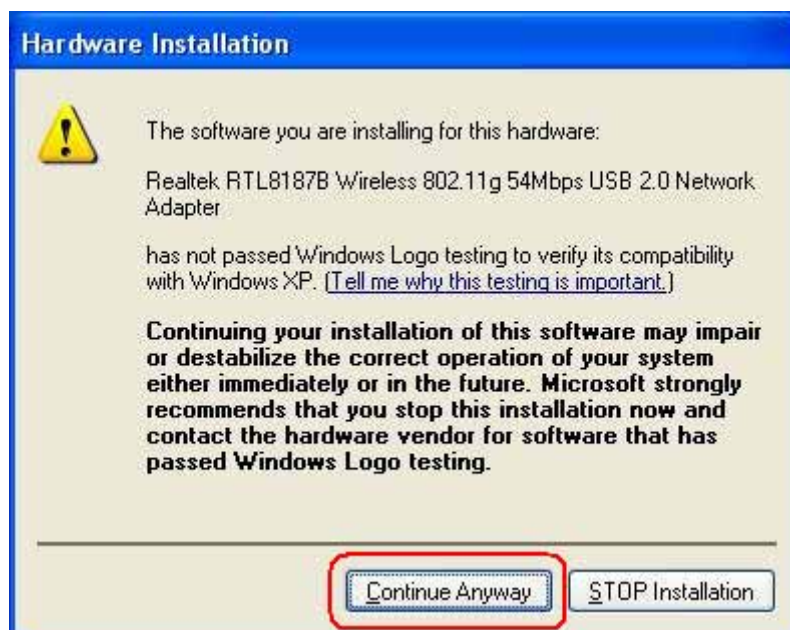 Hardware Installation
The software you are installing for this hardware:
Realtek RTL8187B Wireless 802.11g 54Mbps USB 2.0 Network
Adapter
has not passed Windows Logo testing to verify its compatibility
with Windows XP. (Tell me why this testing is important.)
Continuing your installation of this software may impair
or destabilize the correct operation of your system
either immediately or in the future. Microsoft strongly
recommends that you stop this installation now and
contact the hardware vendor for software that has
passed Windows Logo testing.
Continue Anyway STOP Installation